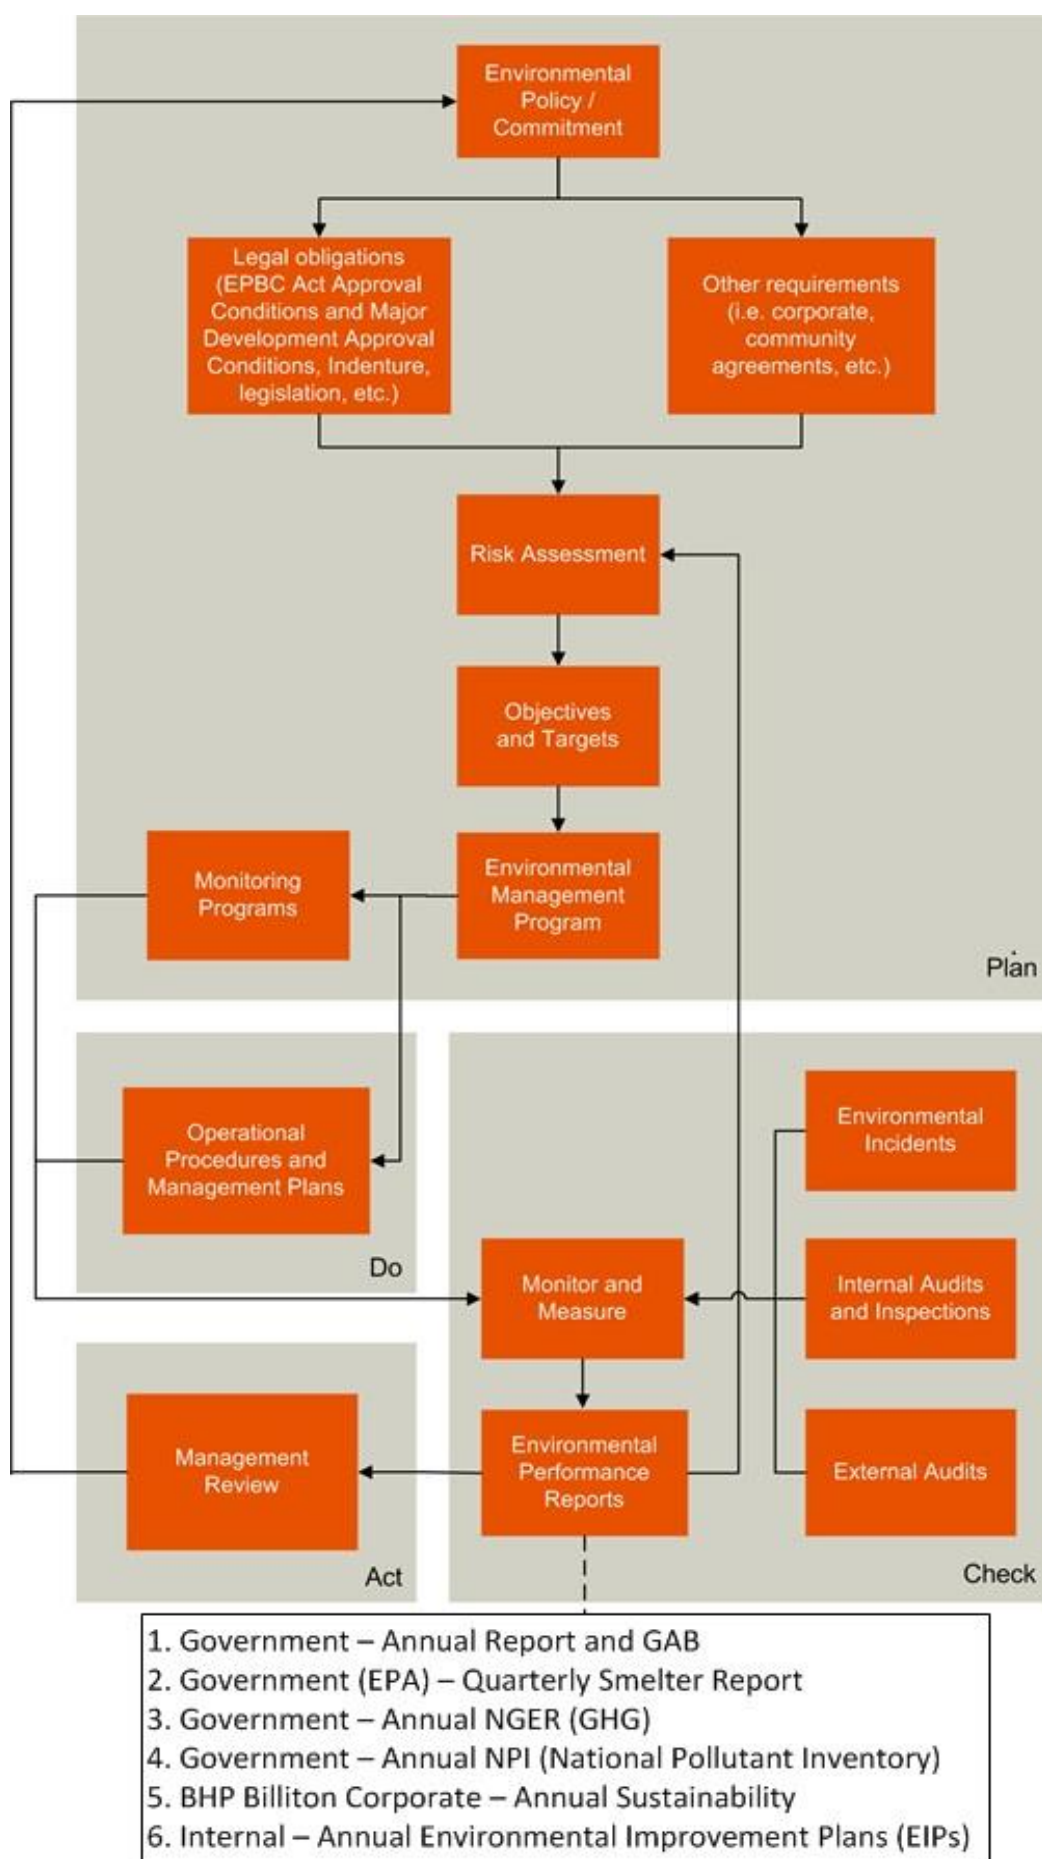 Environmental
Policy /
Commitment
Legal obligations
(EPBC Act Approval
Conditions and Major
Development Approval
Conditions, Indenture,
legislation, etc.)
Other requirements
(i.e. corporate,
community
agreements, etc.)
Risk Assessment
Objectives
and Targets
Monitoring
Programs
Environmental
Management
Program
Plan
Operational
Procedures and
Management Plans
Do
Environmental
Incidents
Monitor and
Measure
Internal Audits
and Inspections
Management
Review
Environmental
Performance
Reports
External Audits
Act
Check
1. Government – Annual Report and GAB
2. Government (EPA) – Quarterly Smelter Report
3. Government – Annual NGER (GHG)
4. Government – Annual NPI (National Pollutant Inventory)
5. BHP Billiton Corporate – Annual Sustainability
6. Internal – Annual Environmental Improvement Plans (EIPs)